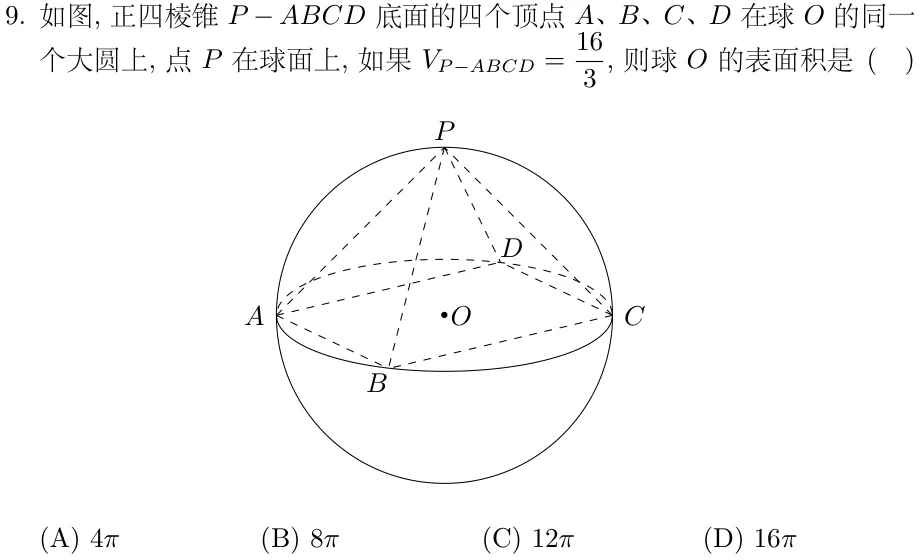 9. 如图, 正四棱锥 P − ABCD 底面的四个顶点 A、B、C、D 在球 O 的同一
个大圆上, 点 P 在球面上, 如果 V_{P−ABCD} = \frac{16}{3}, 则球 O 的表面积是 ( )
P
D
A
O
C
B
(A) 4π (B) 8π (C) 12π (D) 16π